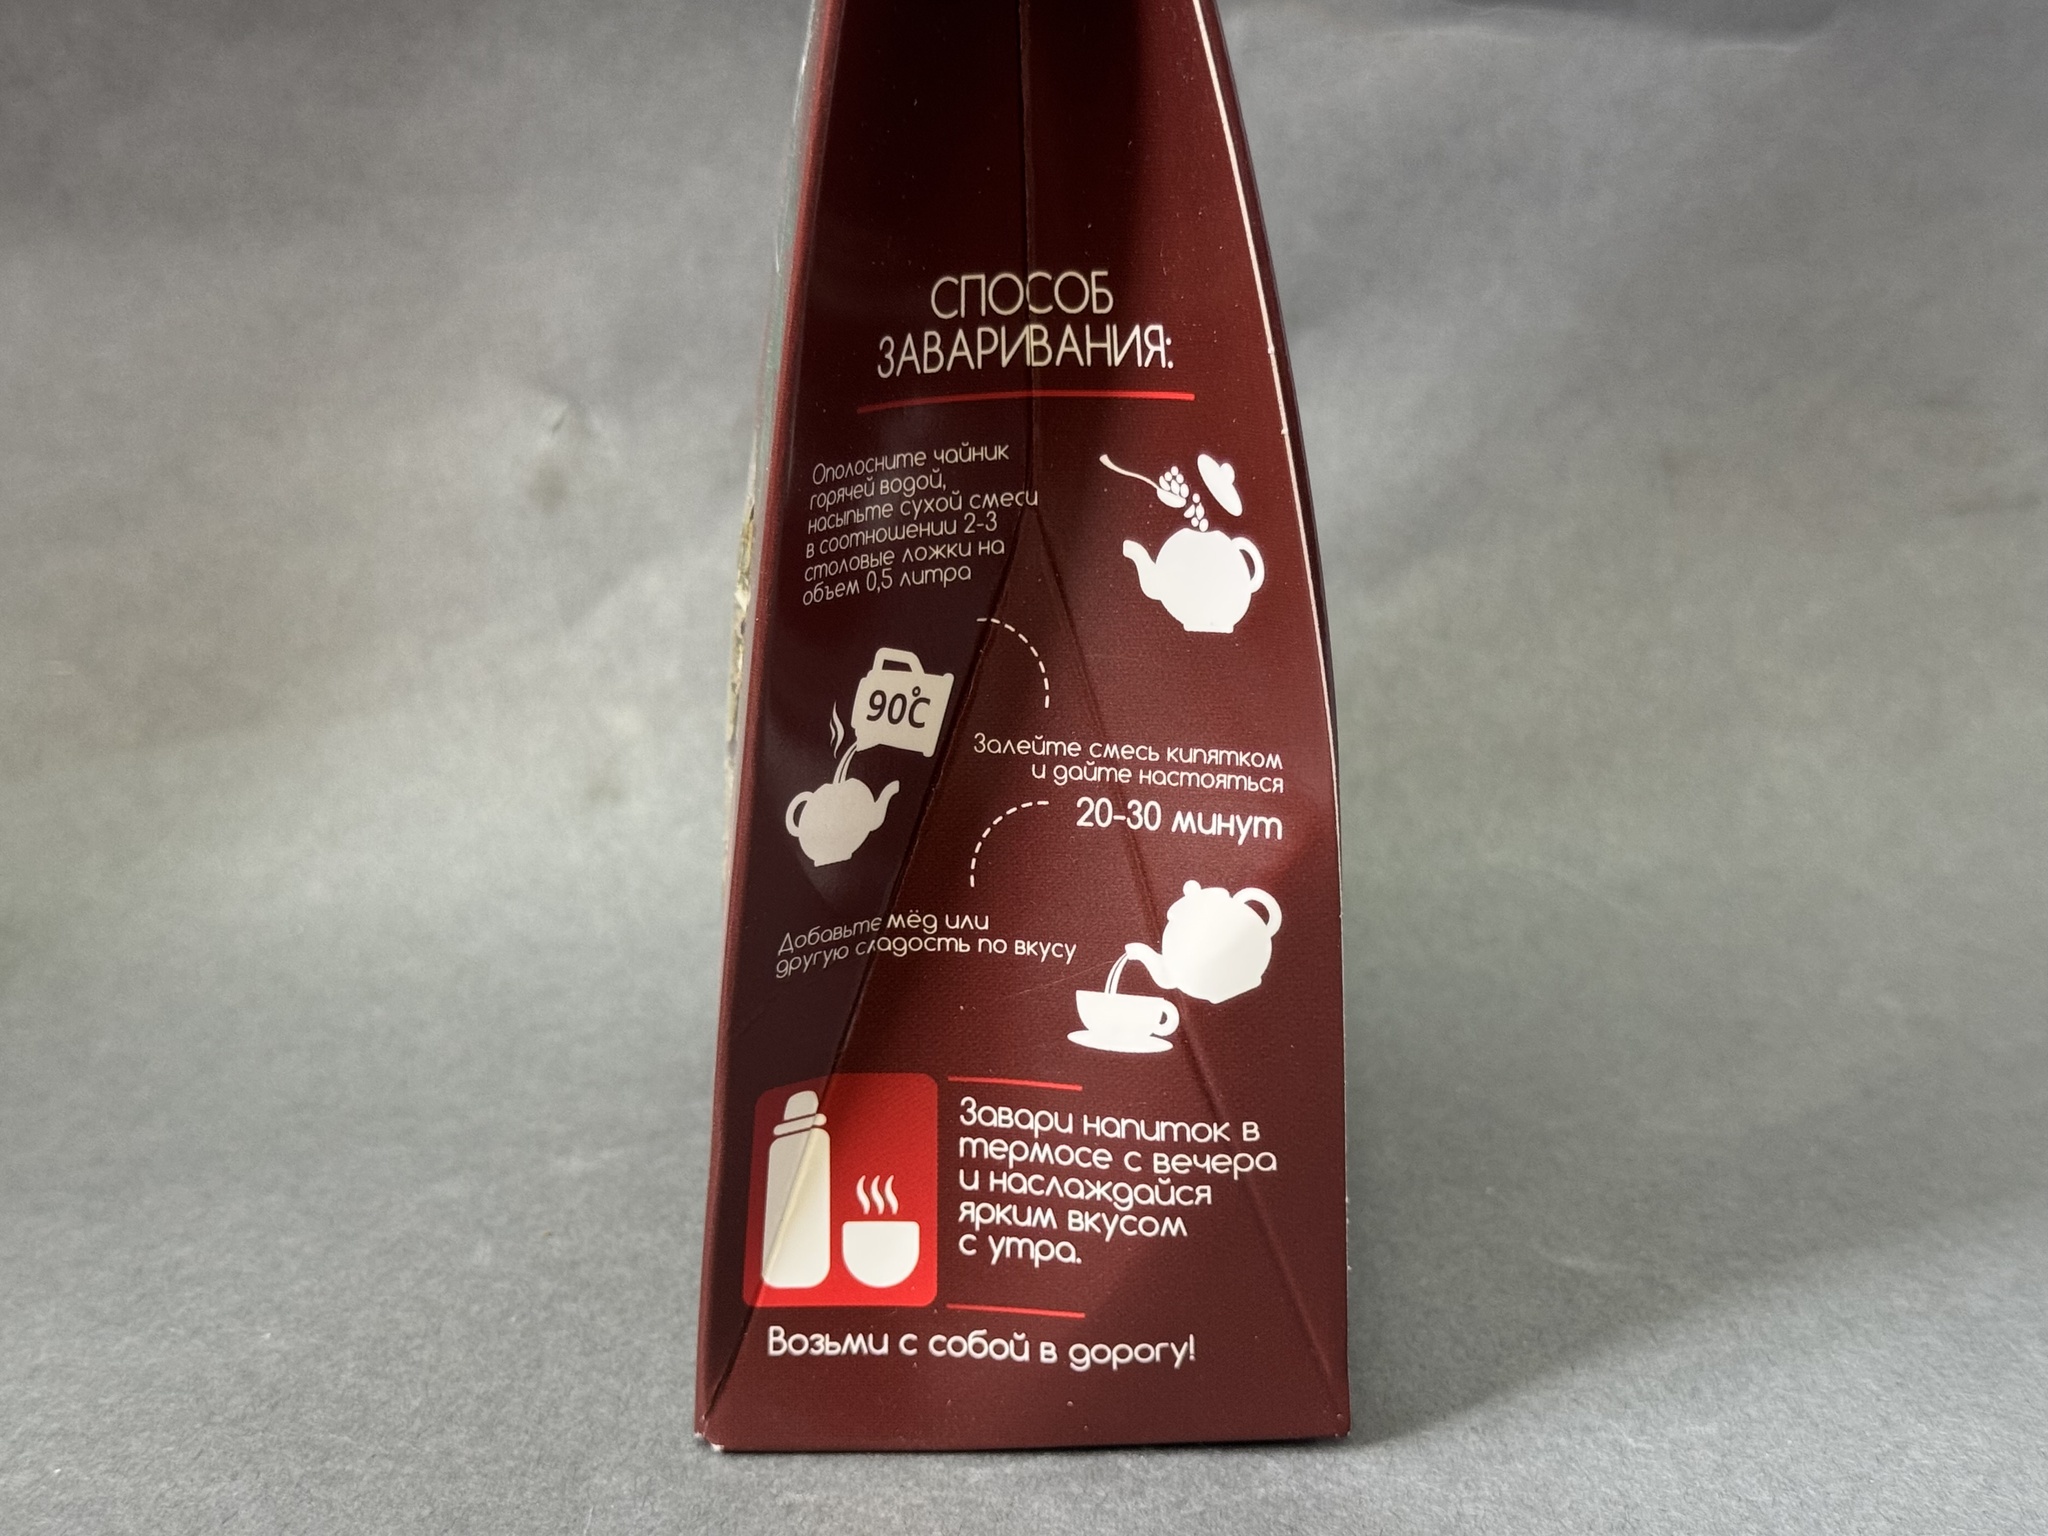 СПОСОБ
ЗАВАРИВАНИЯ:
Ополосните чайник
горячей водой,
насыпьте сухой смеси
в соотношении 2-3
столовые ложки на
объем 0,5 литра
90°C
Залейте смесь кипятком
и дайте настояться
20-30 минут
Добавьте мёд или
другую сладость по вкусу
Завари напиток в
термосе с вечера
и наслаждайся
ярким вкусом
с утра.
Возьми с собой в дорогу!